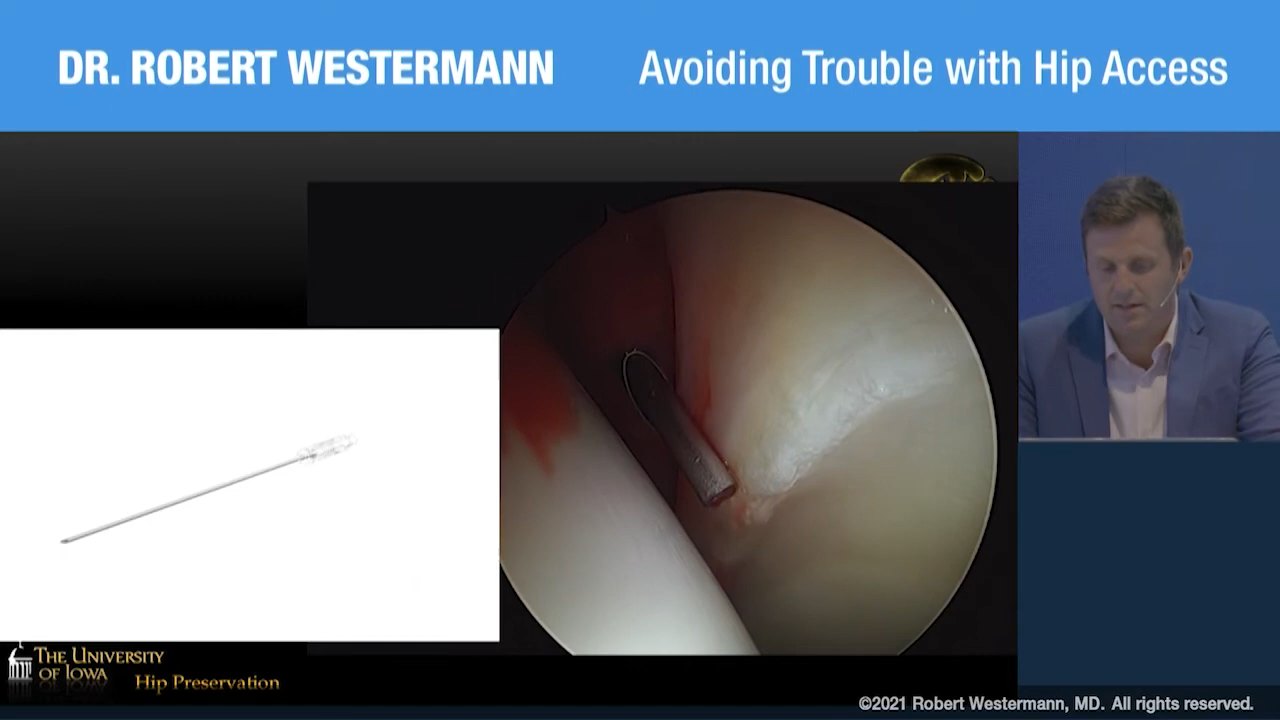 DR. ROBERT WESTERMANN
Avoiding Trouble with Hip Access
THE UNIVERSITY
OF IOWA
Hip Preservation
©2021 Robert Westermann, MD. All rights reserved.